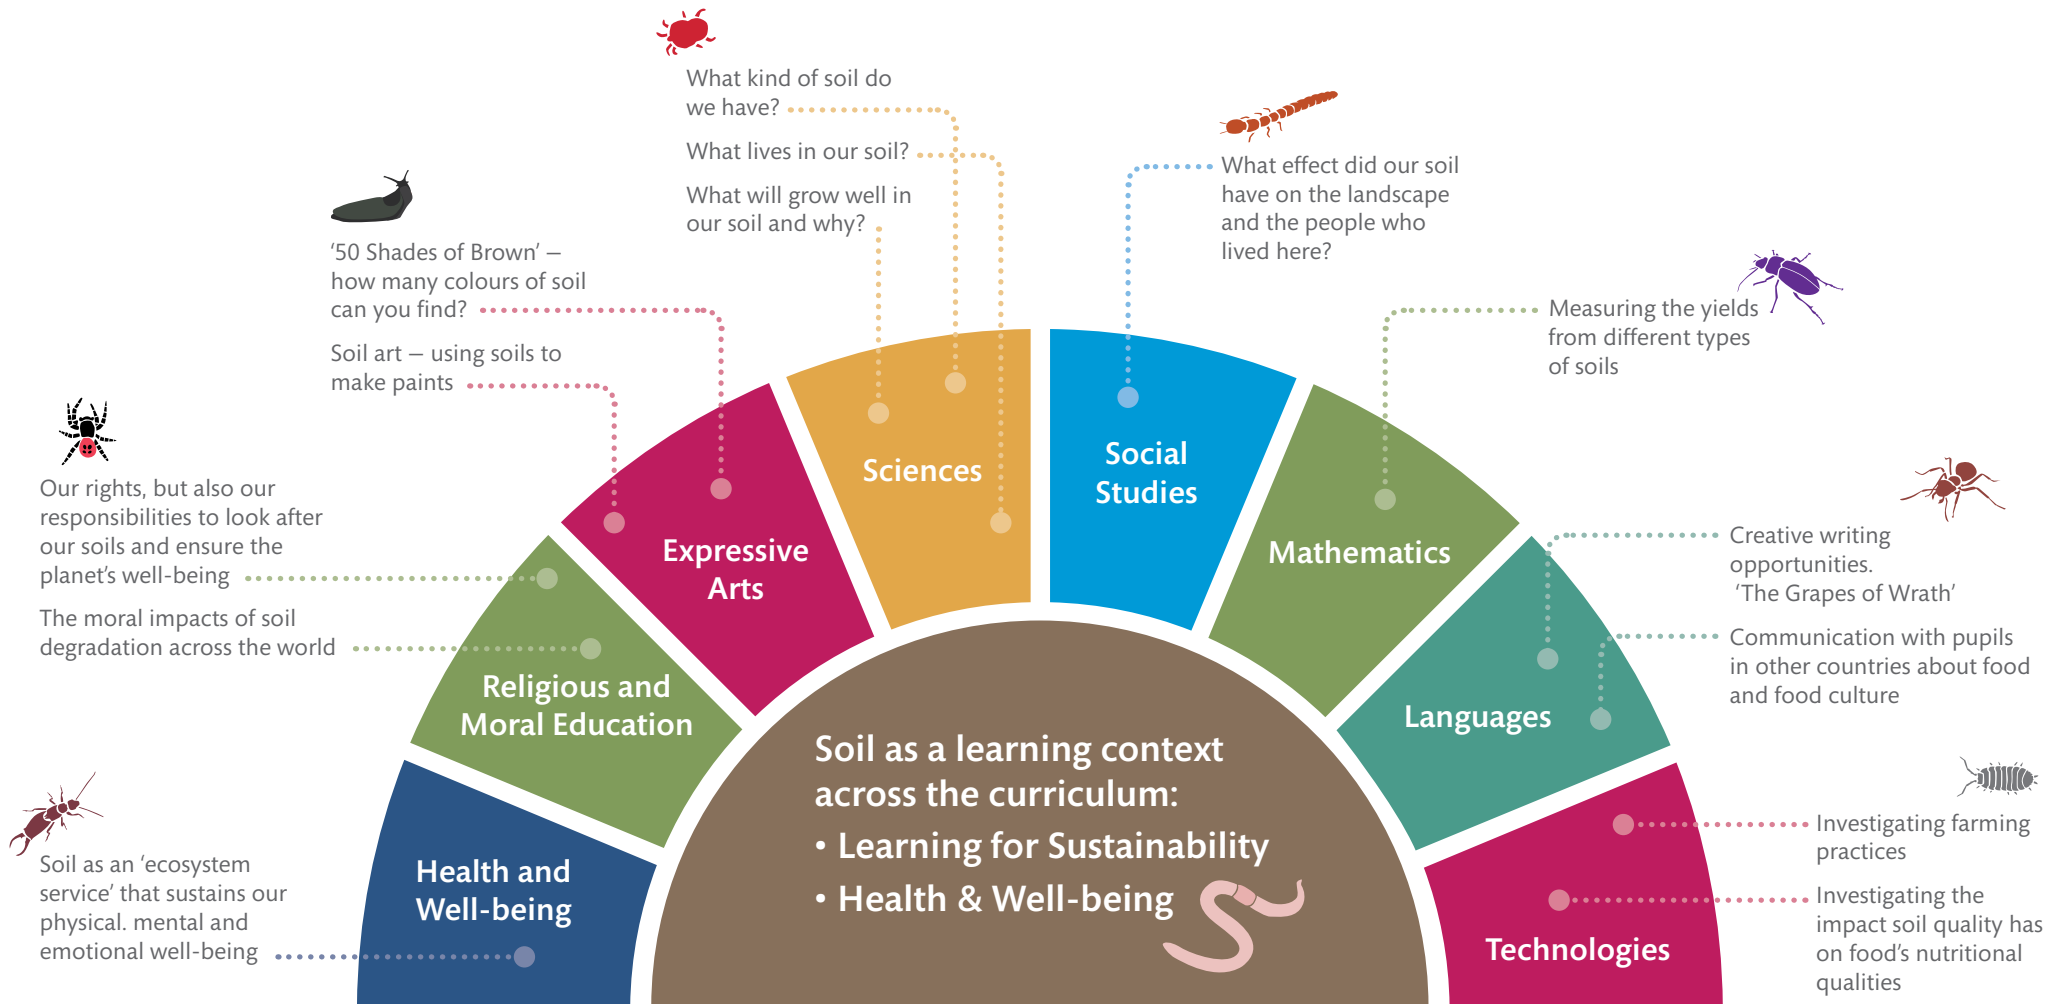 What kind of soil do
we have?
What lives in our soil?
What will grow well in
our soil and why?
What effect did our soil
have on the landscape
and the people who
lived here?
‘50 Shades of Brown’ –
how many colours of soil
can you find?
Soil art – using soils to
make paints
Measuring the yields
from different types
of soils
Our rights, but also our
responsibilities to look after
our soils and ensure the
planet’s well-being
The moral impacts of soil
degradation across the world
Creative writing
opportunities.
‘The Grapes of Wrath’
Communication with pupils
in other countries about food
and food culture
Soil as an ‘ecosystem
service’ that sustains our
physical. mental and
emotional well-being
Investigating farming
practices
Investigating the
impact soil quality has
on food’s nutritional
qualities
Health and
Well-being
Religious and
Moral Education
Expressive
Arts
Sciences
Social
Studies
Mathematics
Languages
Technologies
Soil as a learning context
across the curriculum:
• Learning for Sustainability
• Health & Well-being